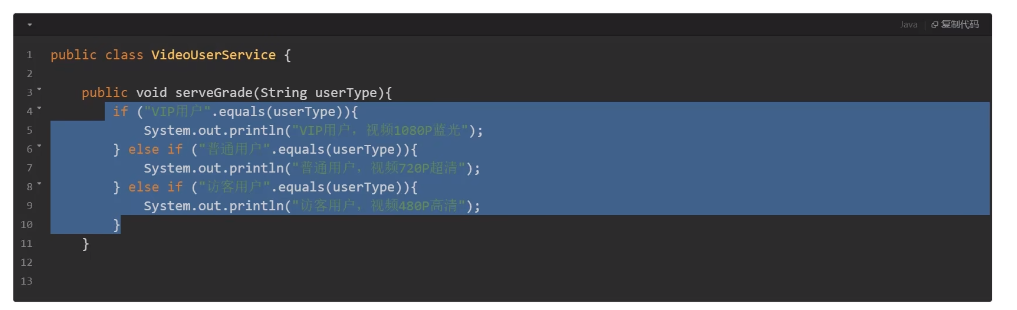 Java 复制代码
1 public class VideoUserService {
2
3 public void serveGrade(String userType){
4 if ("VIP用户".equals(userType)){
5 System.out.println("VIP用户，视频1080P蓝光");
6 } else if ("普通用户".equals(userType)){
7 System.out.println("普通用户，视频720P超清");
8 } else if ("访客用户".equals(userType)){
9 System.out.println("访客用户，视频480P高清");
10 }
11 }
12
13